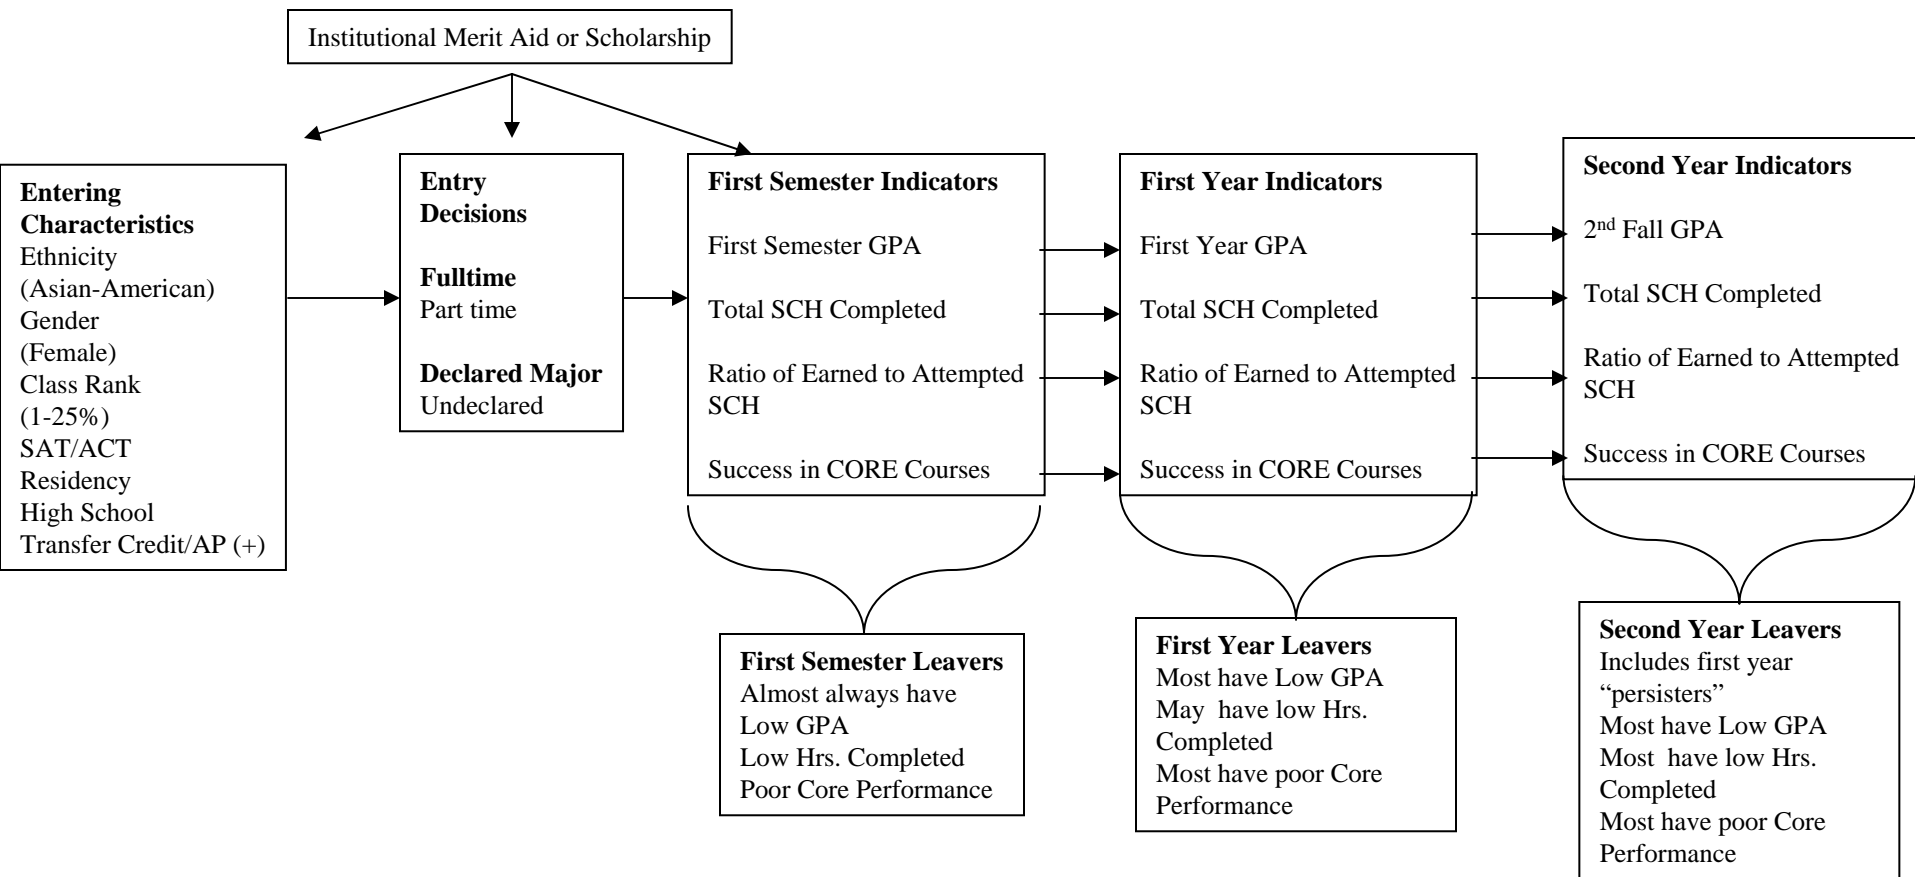 Institutional Merit Aid or Scholarship
Entering
Characteristics
Ethnicity
(Asian-American)
Gender
(Female)
Class Rank
(1-25%)
SAT/ACT
Residency
High School
Transfer Credit/AP (+)
Entry
Decisions
Fulltime
Part time
Declared Major
Undeclared
First Semester Indicators
First Semester GPA
Total SCH Completed
Ratio of Earned to Attempted
SCH
Success in CORE Courses
First Year Indicators
First Year GPA
Total SCH Completed
Ratio of Earned to Attempted
SCH
Success in CORE Courses
Second Year Indicators
2nd Fall GPA
Total SCH Completed
Ratio of Earned to Attempted
SCH
Success in CORE Courses
First Semester Leavers
Almost always have
Low GPA
Low Hrs. Completed
Poor Core Performance
First Year Leavers
Most have Low GPA
May  have low Hrs.
Completed
Most have poor Core
Performance
Second Year Leavers
Includes first year
“persisters”
Most have Low GPA
Most  have low Hrs.
Completed
Most have poor Core
Performance